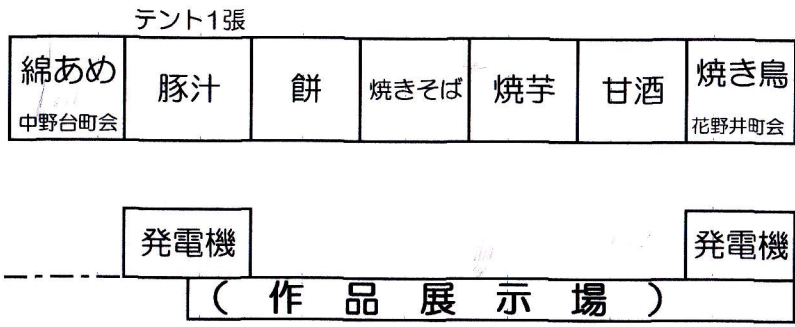 テント1張
綿あめ
中野台町会
豚汁
餅
焼きそば
焼芋
甘酒
焼き鳥
花野井町会
発電機
発電機
(作品展示場)